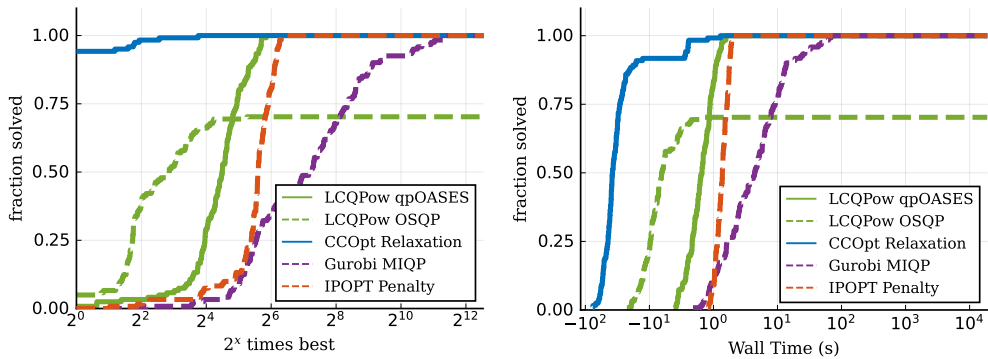 1.00
0.75
0.50
0.25
0.00
fraction solved
2^0
2^2
2^4
2^6
2^8
2^10
2^12
2^x times best
LCQPow qpOASES
LCQPow OSQP
CCOpt Relaxation
Gurobi MIQP
IPOPT Penalty
1.00
0.75
0.50
0.25
0.00
fraction solved
−10^2
−10^1
10^0
10^1
10^2
10^3
10^4
Wall Time (s)
LCQPow qpOASES
LCQPow OSQP
CCOpt Relaxation
Gurobi MIQP
IPOPT Penalty